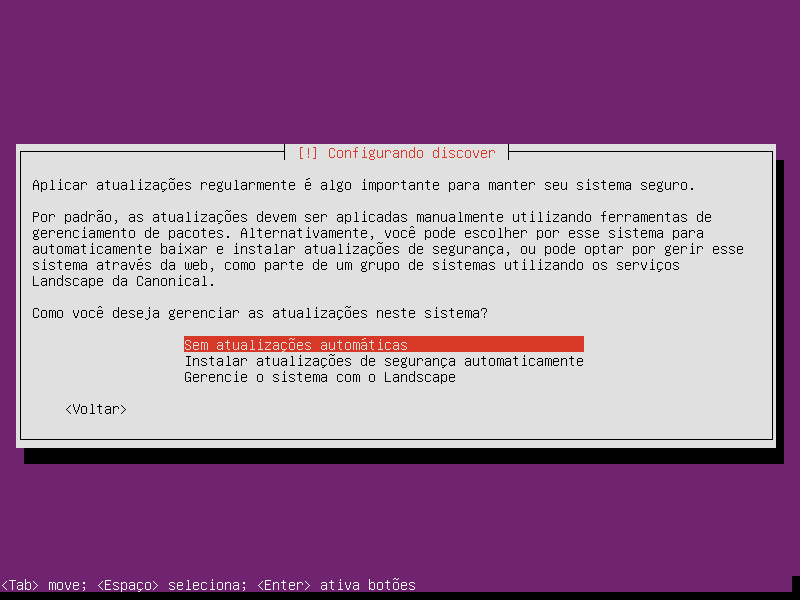 [!] Configurando discover
Aplicar atualizações regularmente é algo importante para manter seu sistema seguro.
Por padrão, as atualizações devem ser aplicadas manualmente utilizando ferramentas de
gerenciamento de pacotes. Alternativamente, você pode escolher por esse sistema para
automaticamente baixar e instalar atualizações de segurança, ou pode optar por gerir esse
sistema através da web, como parte de um grupo de sistemas utilizando os serviços
Landscape da Canonical.
Como você deseja gerenciar as atualizações neste sistema?
Sem atualizações automáticas
Instalar atualizações de segurança automaticamente
Gerencie o sistema com o Landscape
<Voltar>
<Tab> move; <Espaço> seleciona; <Enter> ativa botões